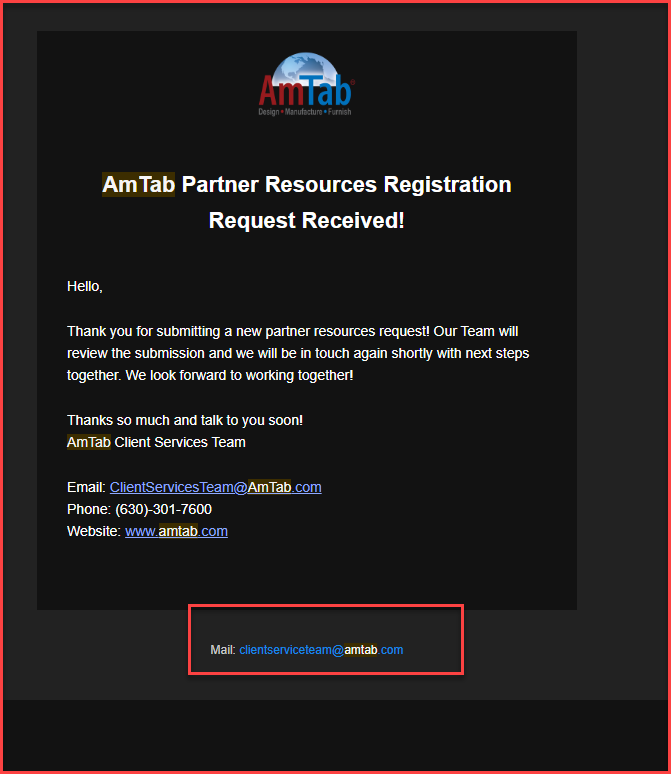 AmTab®
Design • Manufacture • Furnish
AmTab Partner Resources Registration
Request Received!
Hello,
Thank you for submitting a new partner resources request! Our Team will
review the submission and we will be in touch again shortly with next steps
together. We look forward to working together!
Thanks so much and talk to you soon!
AmTab Client Services Team
Email: ClientServicesTeam@AmTab.com
Phone: (630)-301-7600
Website: www.amtab.com
Mail: clientserviceteam@amtab.com